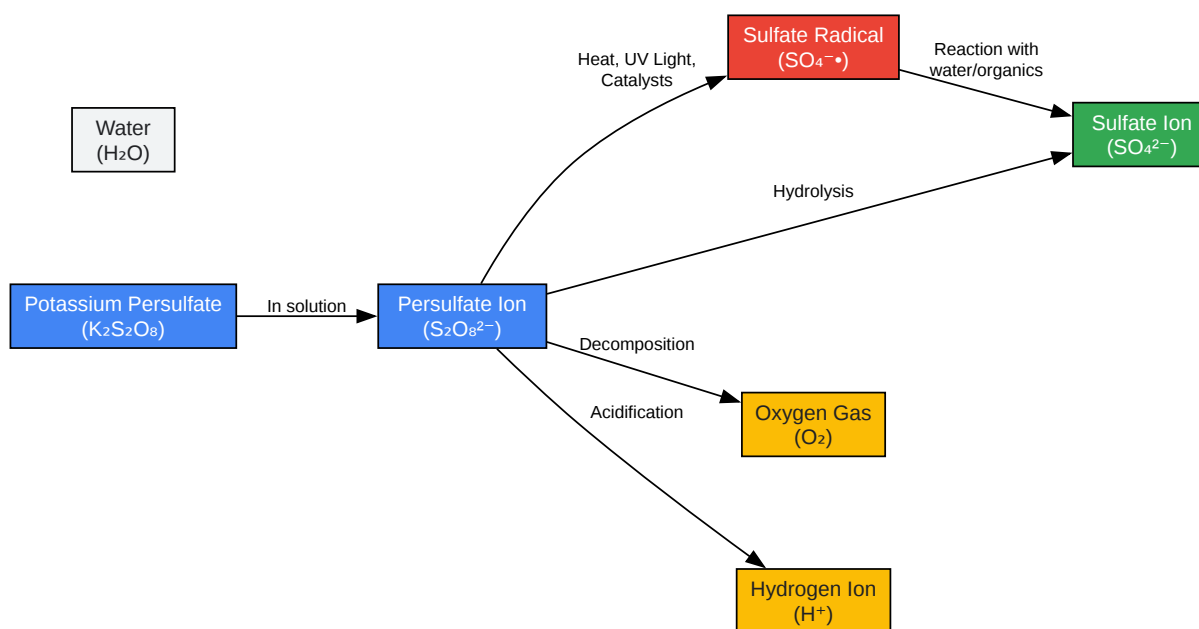 Sulfate Radical
(SO₄⁻•)
Heat, UV Light,
Catalysts
Reaction with
water/organics
Water
(H₂O)
Sulfate Ion
(SO₄²⁻)
Hydrolysis
Potassium Persulfate
(K₂S₂O₈)
In solution
Persulfate Ion
(S₂O₈²⁻)
Decomposition
Acidification
Oxygen Gas
(O₂)
Hydrogen Ion
(H⁺)